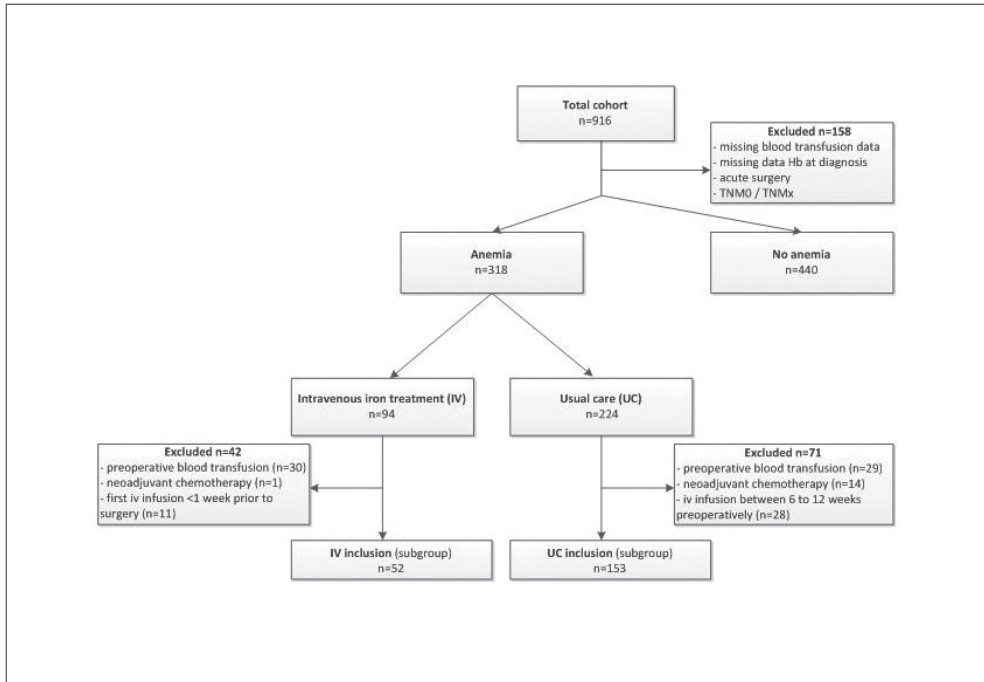 Total cohort
n=916
Excluded n=158
- missing blood transfusion data
- missing data Hb at diagnosis
- acute surgery
- TNM0 / TNMx
Anemia
n=318
No anemia
n=440
Intravenous iron treatment (IV)
n=94
Usual care (UC)
n=224
Excluded n=42
- preoperative blood transfusion (n=30)
- neoadjuvant chemotherapy (n=1)
- first iv infusion <1 week prior to
surgery (n=11)
Excluded n=71
- preoperative blood transfusion (n=29)
- neoadjuvant chemotherapy (n=14)
- iv infusion between 6 to 12 weeks
preoperatively (n=28)
IV inclusion (subgroup)
n=52
UC inclusion (subgroup)
n=153